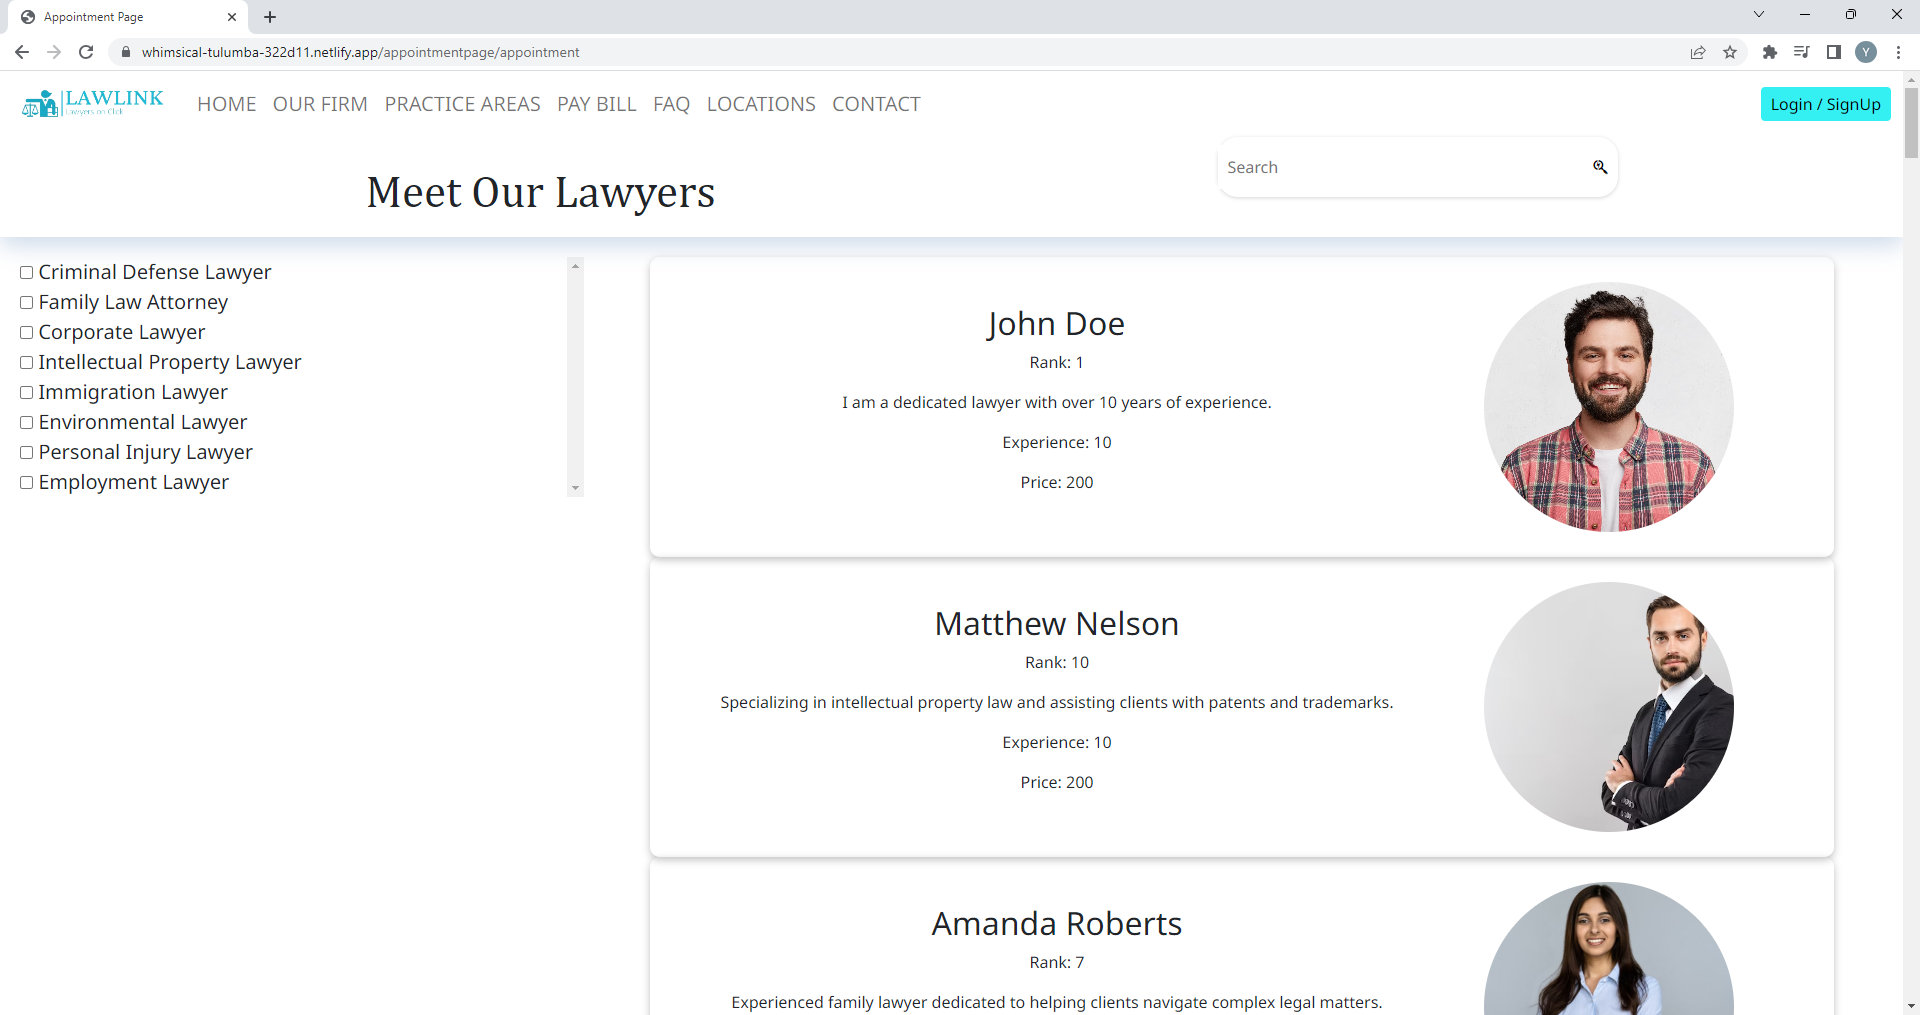 Appointment Page
whimsical-tulumba-322d11.netlify.app/appointmentpage/appointment
Y
LAWLINK
Lawyers on Click
HOME OUR FIRM PRACTICE AREAS PAY BILL FAQ LOCATIONS CONTACT
Login / SignUp
Search
Meet Our Lawyers
Criminal Defense Lawyer
Family Law Attorney
Corporate Lawyer
Intellectual Property Lawyer
Immigration Lawyer
Environmental Lawyer
Personal Injury Lawyer
Employment Lawyer
John Doe
Rank: 1
I am a dedicated lawyer with over 10 years of experience.
Experience: 10
Price: 200
Matthew Nelson
Rank: 10
Specializing in intellectual property law and assisting clients with patents and trademarks.
Experience: 10
Price: 200
Amanda Roberts
Rank: 7
Experienced family lawyer dedicated to helping clients navigate complex legal matters.